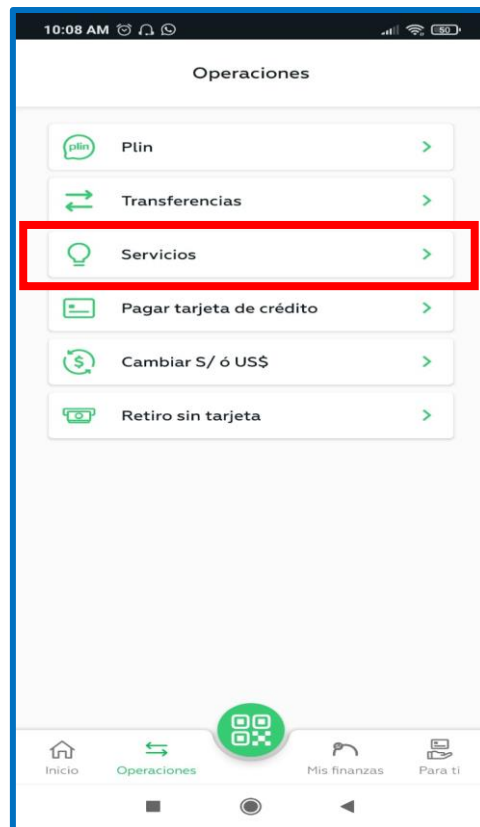 10:08 AM 50
Operaciones
plin Plin
Transferencias
Servicios
Pagar tarjeta de crédito
$ Cambiar S/ ó US$
Retiro sin tarjeta
Inicio Operaciones Mis finanzas Para ti